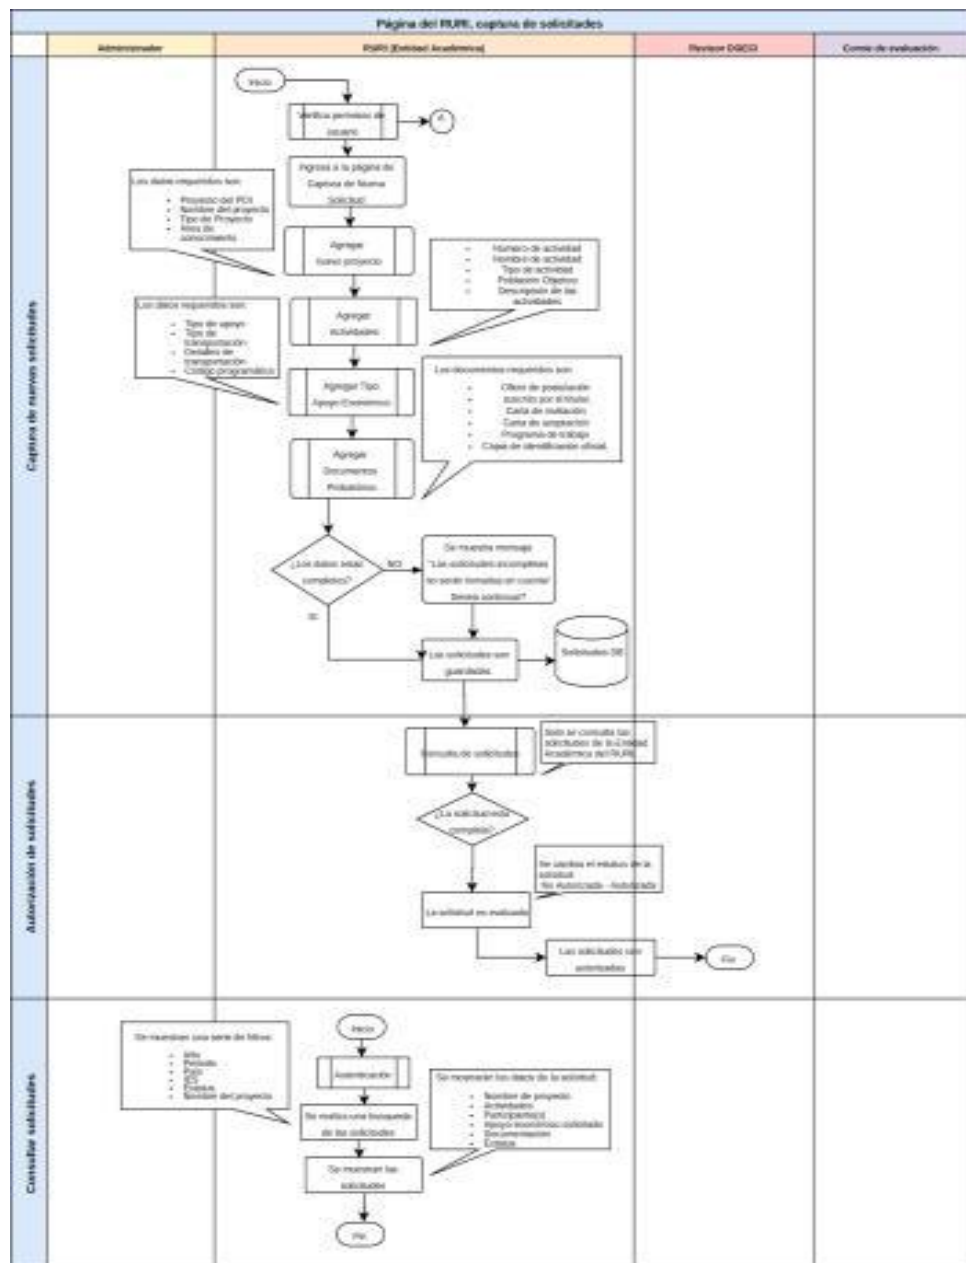 Página del RURI, captura de solicitudes
Administrador
RURI (Entidad Académica)
Revisor DGECI
Comie de evaluación
Captura de nuevas solicitudes
Inicio
Verifica permisos de
usuario
A
Ingresa a la página de
Captura de Nueva
Solicitud
Los datos requeridos son:
Proyecto del
Nombre del proyecto
Tipo de Proyecto
Área de
conocimiento
Agregar
nuevo proyecto
Número de actividad
Nombre de actividad
Tipo de actividad
Población Objetivo
Descripción de las
actividades
Agregar
Actividades
Los datos requeridos son:
Tipo de apoyo
Tipo de
transportación
Detalles de
transportación
Código programático
Agregar Tipo
Apoyo Económico
Los documentos requeridos son:
Oficio de postulación
suscrito por el titular
Carta de invitación
Carta de aceptación
Programa de trabajo
Copia de identificación oficial
Agregar
Documentos
Probatorios
¿Los datos están
completos?
NO
SI
Se muestra mensaje
"Las solicitudes incompletas
no serán tomadas en cuenta"
Desea continuar?
Las solicitudes son
guardadas
Solicitudes DB
Autorización de solicitudes
Consulta de solicitudes
Solo se consulta las
solicitudes de la Entidad
Académica del RURI
¿La solicitud está
completa?
Se cambia el estatus de la
solicitud
No Autorizada - Autorizada
La solicitud es evaluada
Las solicitudes son
autorizadas
Fin
Consultar solicitudes
Inicio
Se muestran una serie de filtros:
Año
Periodo
País
IES
Estatus
Nombre del proyecto
Autenticación
Se realiza una busqueda
de las solicitudes
Se muestran los datos de la solicitud:
Nombre de proyecto
Actividades
Participante(s)
Apoyo económico solicitado
Documentación
Estatus
Se muestran las
solicitudes
Fin